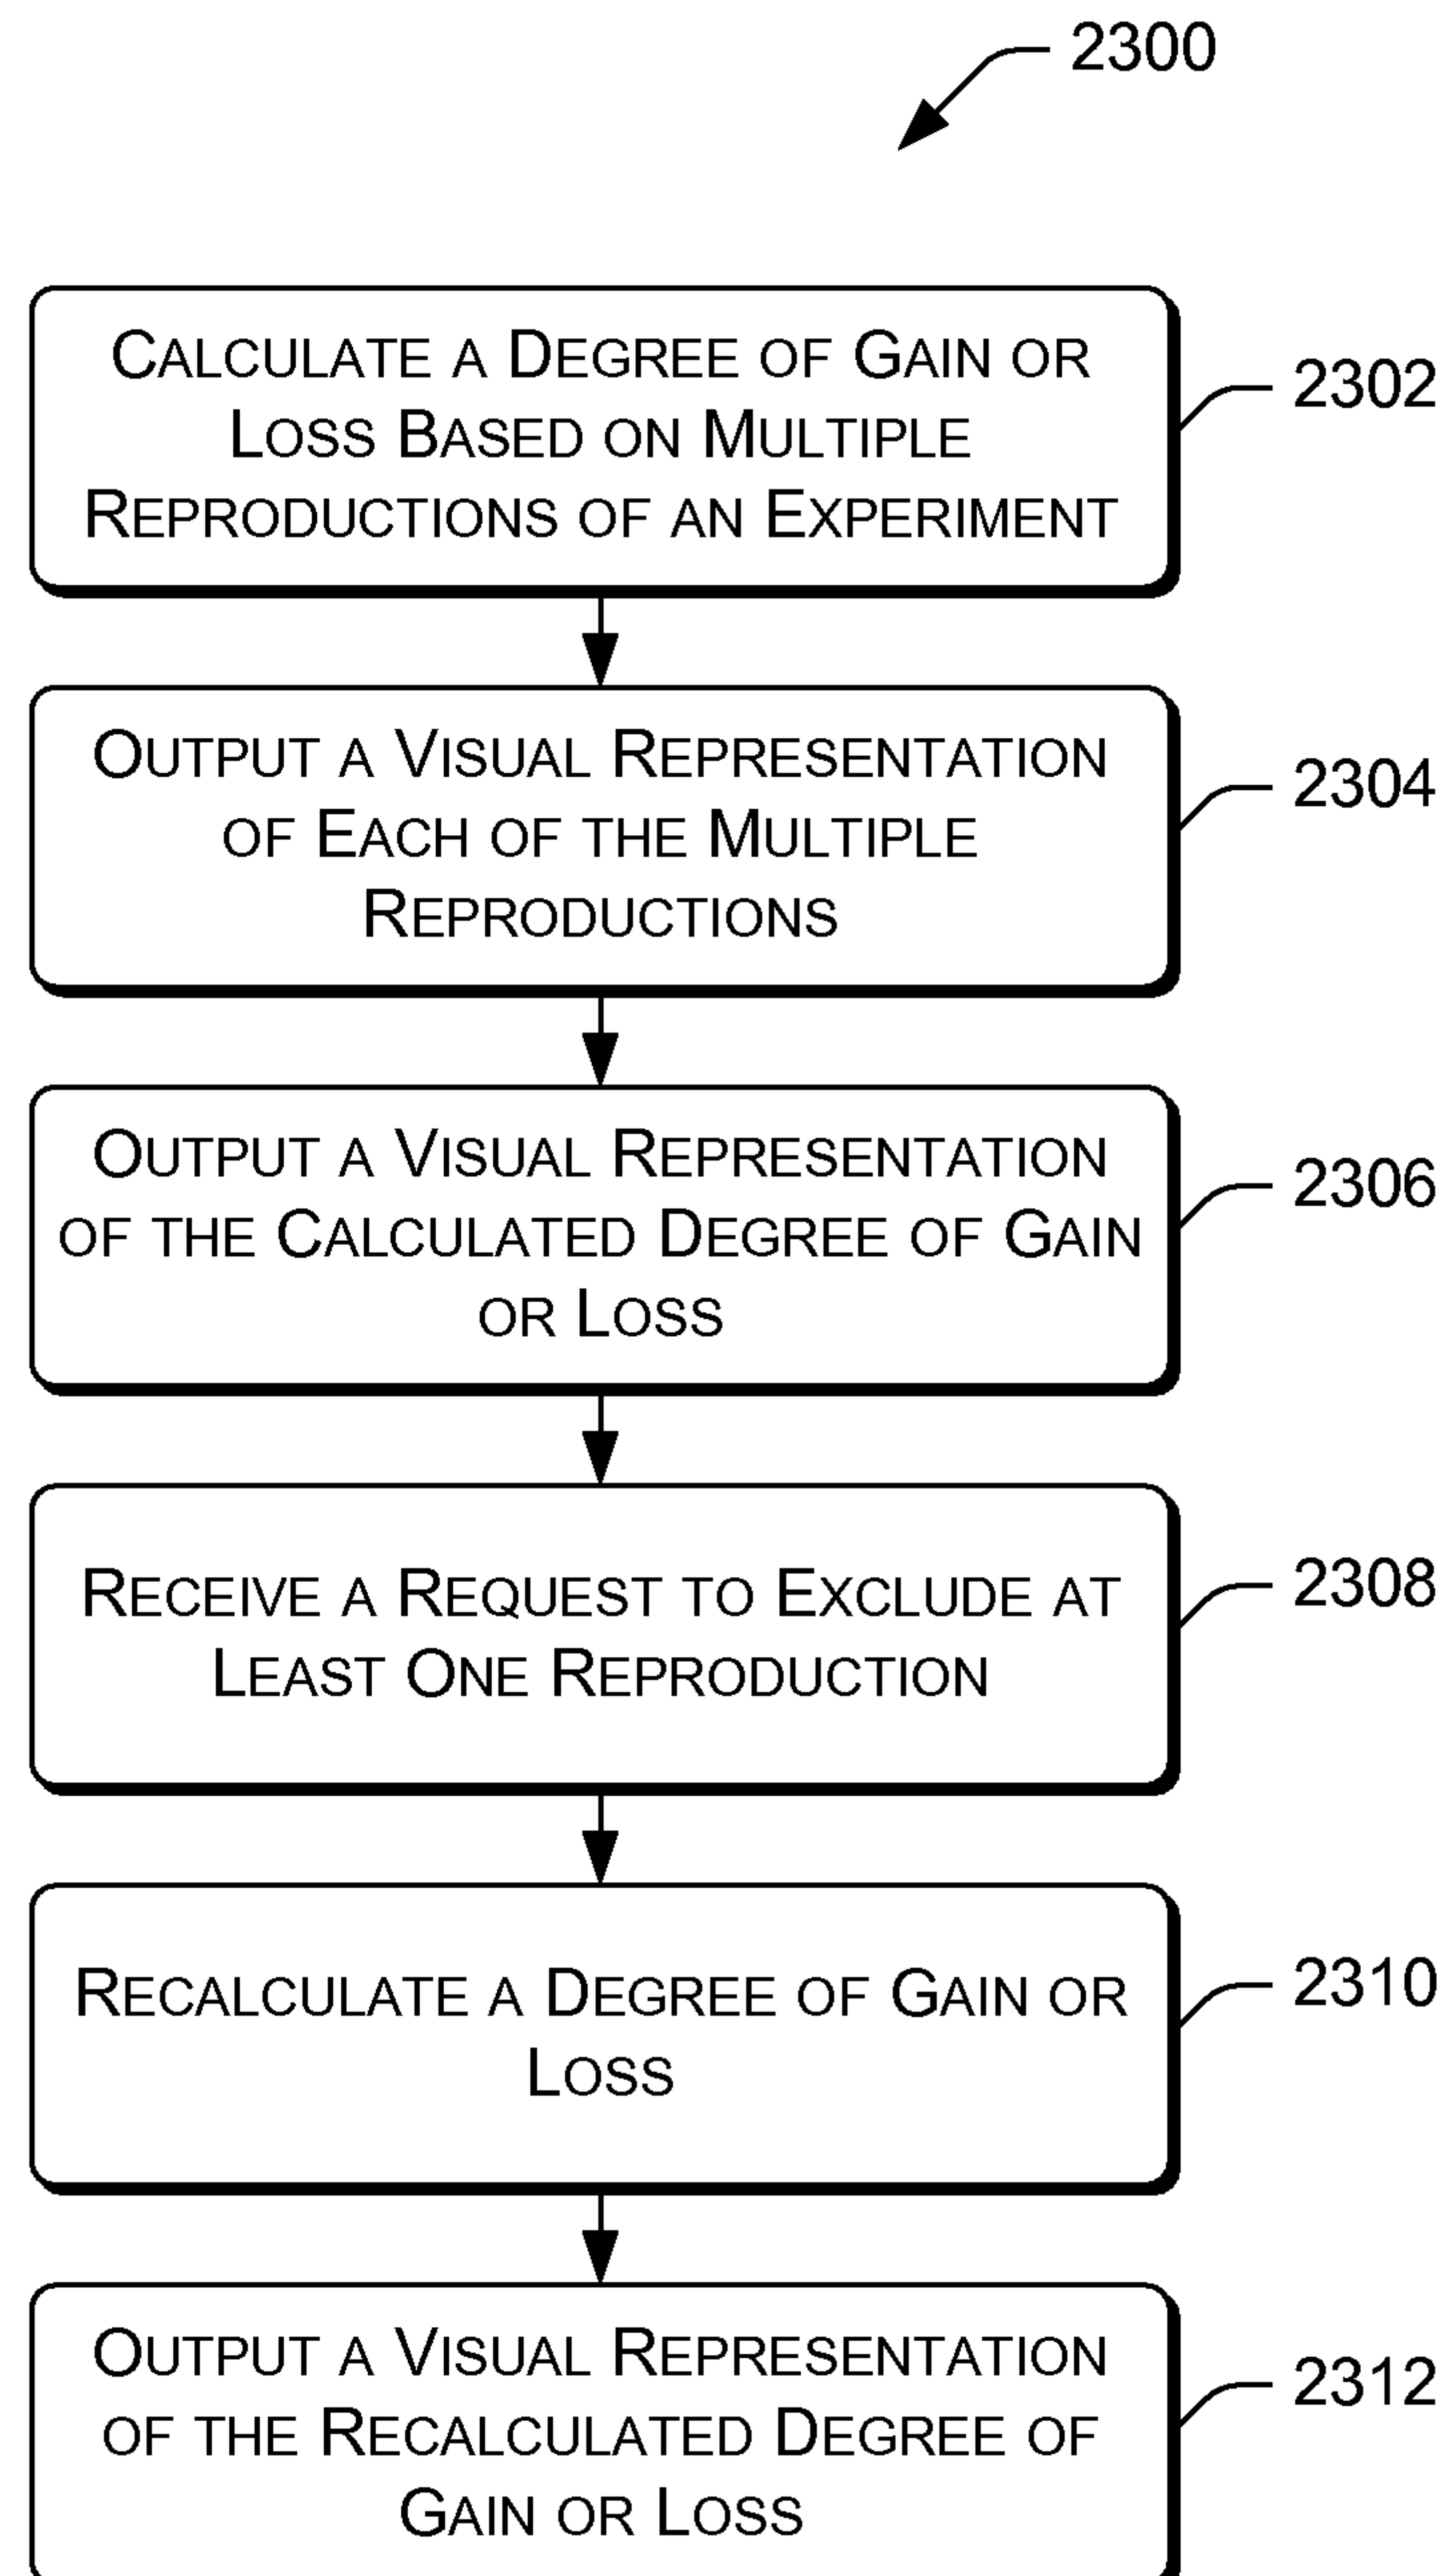 2300
CALCULATE A DEGREE OF GAIN OR
LOSS BASED ON MULTIPLE
REPRODUCTIONS OF AN EXPERIMENT
2302
OUTPUT A VISUAL REPRESENTATION
OF EACH OF THE MULTIPLE
REPRODUCTIONS
2304
OUTPUT A VISUAL REPRESENTATION
OF THE CALCULATED DEGREE OF GAIN
OR LOSS
2306
RECEIVE A REQUEST TO EXCLUDE AT
LEAST ONE REPRODUCTION
2308
RECALCULATE A DEGREE OF GAIN OR
LOSS
2310
OUTPUT A VISUAL REPRESENTATION
OF THE RECALCULATED DEGREE OF
GAIN OR LOSS
2312